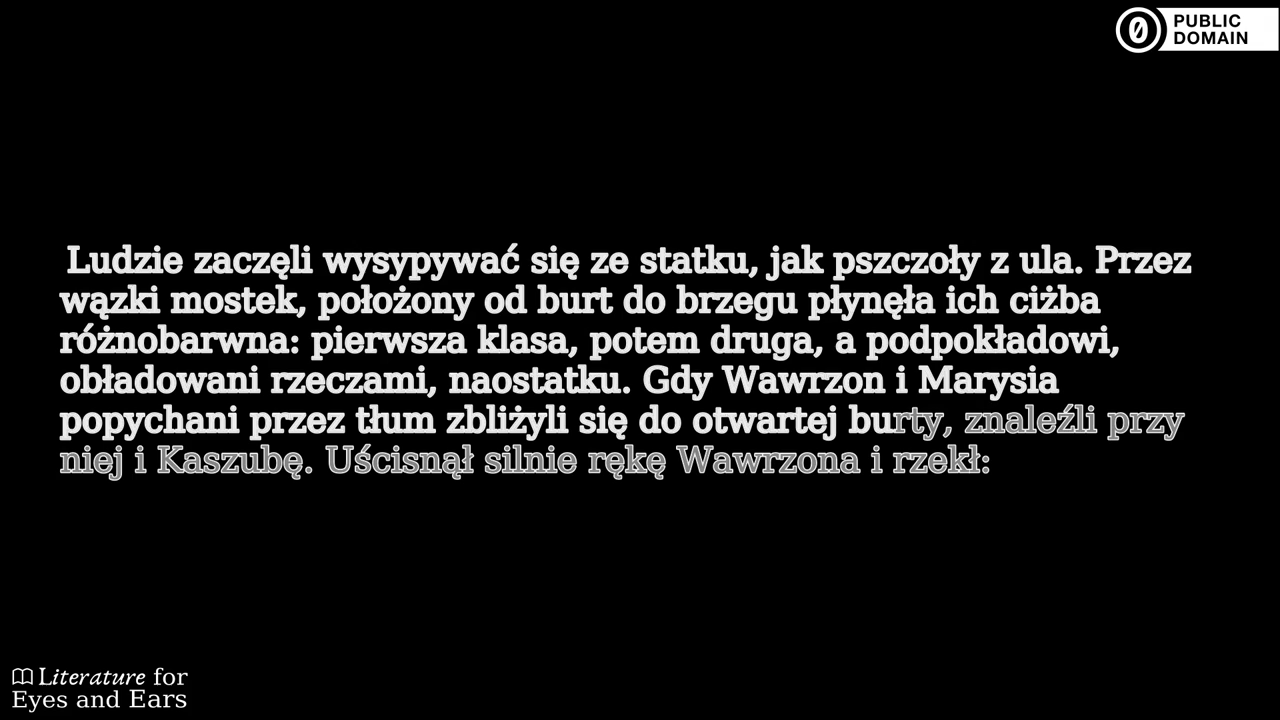 PUBLIC
DOMAIN
Ludzie zaczęli wysypywać się ze statku, jak pszczoły z ula. Przez
wązki mostek, położony od burt do brzegu płynęła ich ciżba
różnobarwna: pierwsza klasa, potem druga, a podpokładowi,
obładowani rzeczami, naostatku. Gdy Wawrzon i Marysia
popychani przez tłum zbliżyli się do otwartej burty, znaleźli przy
niej i Kaszubę. Uścisnął silnie rękę Wawrzona i rzekł:
Literature for
Eyes and Ears